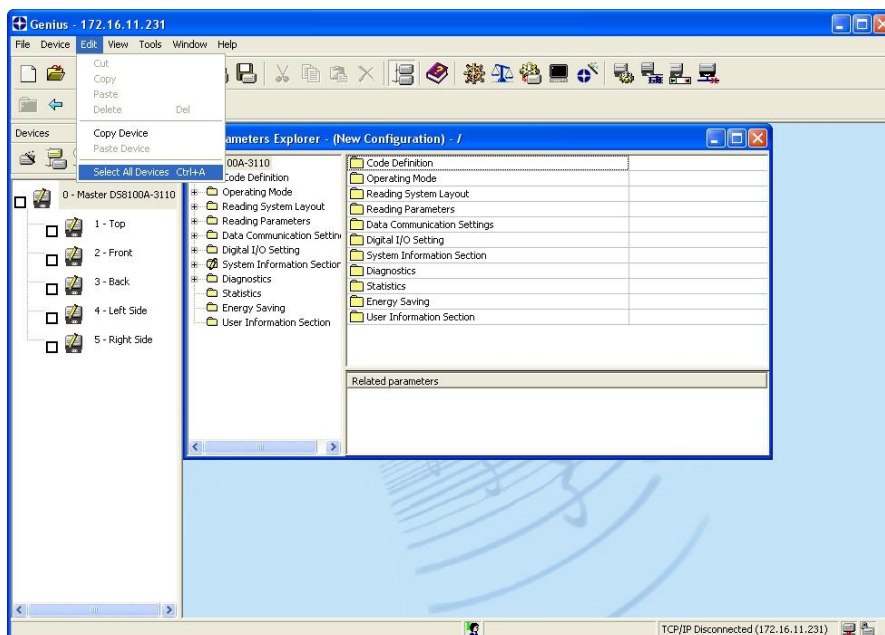 Genius - 172.16.11.231
File Device Edit View Tools Window Help
Cut
Copy
Paste
Delete Del
Copy Device
Paste Device
Select All Devices Ctrl+A
Devices
0 - Master DS8100A-3110
1 - Top
2 - Front
3 - Back
4 - Left Side
5 - Right Side
ameters Explorer - (New Configuration) - /
00A-3110
Code Definition
Operating Mode
Reading System Layout
Reading Parameters
Data Communication Settin
Digital I/O Setting
System Information Section
Diagnostics
Statistics
Energy Saving
User Information Section
Code Definition
Operating Mode
Reading System Layout
Reading Parameters
Data Communication Settings
Digital I/O Setting
System Information Section
Diagnostics
Statistics
Energy Saving
User Information Section
Related parameters
TCP/IP Disconnected (172.16.11.231)